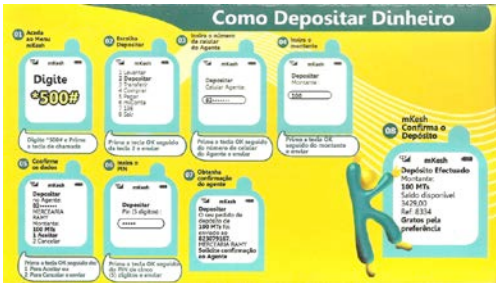 Como Depositar Dinheiro
01 Aceda
ao Menu
mKesh
mKesh
Digite
*500#
Digite *500# e Prima
a tecla de chamada
02 Escolha
Depositar
mKesh
1 Levantar
2 Depositar
3 Transferir
4 Comprar
5 Pagar
6 mConta
8 Sair
Prima a tecla OK seguido
da tecla 2 e enviar
03 Insira o número
de celular
do Agente
mKesh
Depositar
Celular Agente:
Prima a tecla OK seguido
do número de celular
do Agente e enviar
04 Insira o
montante
mKesh
Depositar
Montante:
100
Prima a tecla OK seguido
do montante
e enviar
05 Confirme
os dados
mKesh
Depositar
no Agente:
MERCEARIA
RAMY
Montante:
100 MTs
1 Aceitar
2 Cancelar
Prima a tecla OK seguido de:
1 Para Aceitar ou
2 Para Cancelar e enviar
06 Insira o
PIN
mKesh
Depositar
Pin (5 dígitos):
*****
Prima a tecla OK seguido
do PIN de cinco
(5) dígitos e enviar
07 Obtenha
confirmação
do agente
mKesh
Depositar
O seu pedido de
depósito de
100 MTs foi
enviado ao
823079167,
MERCEARIA RAMY
Solicite confirmação
ao Agente
08 mKesh
Confirma o
Depósito
mKesh
Depósito Efectuado
Montante:
100 MTs
Saldo disponível
3429,00
Ref: 8334
Gratos pela
preferência